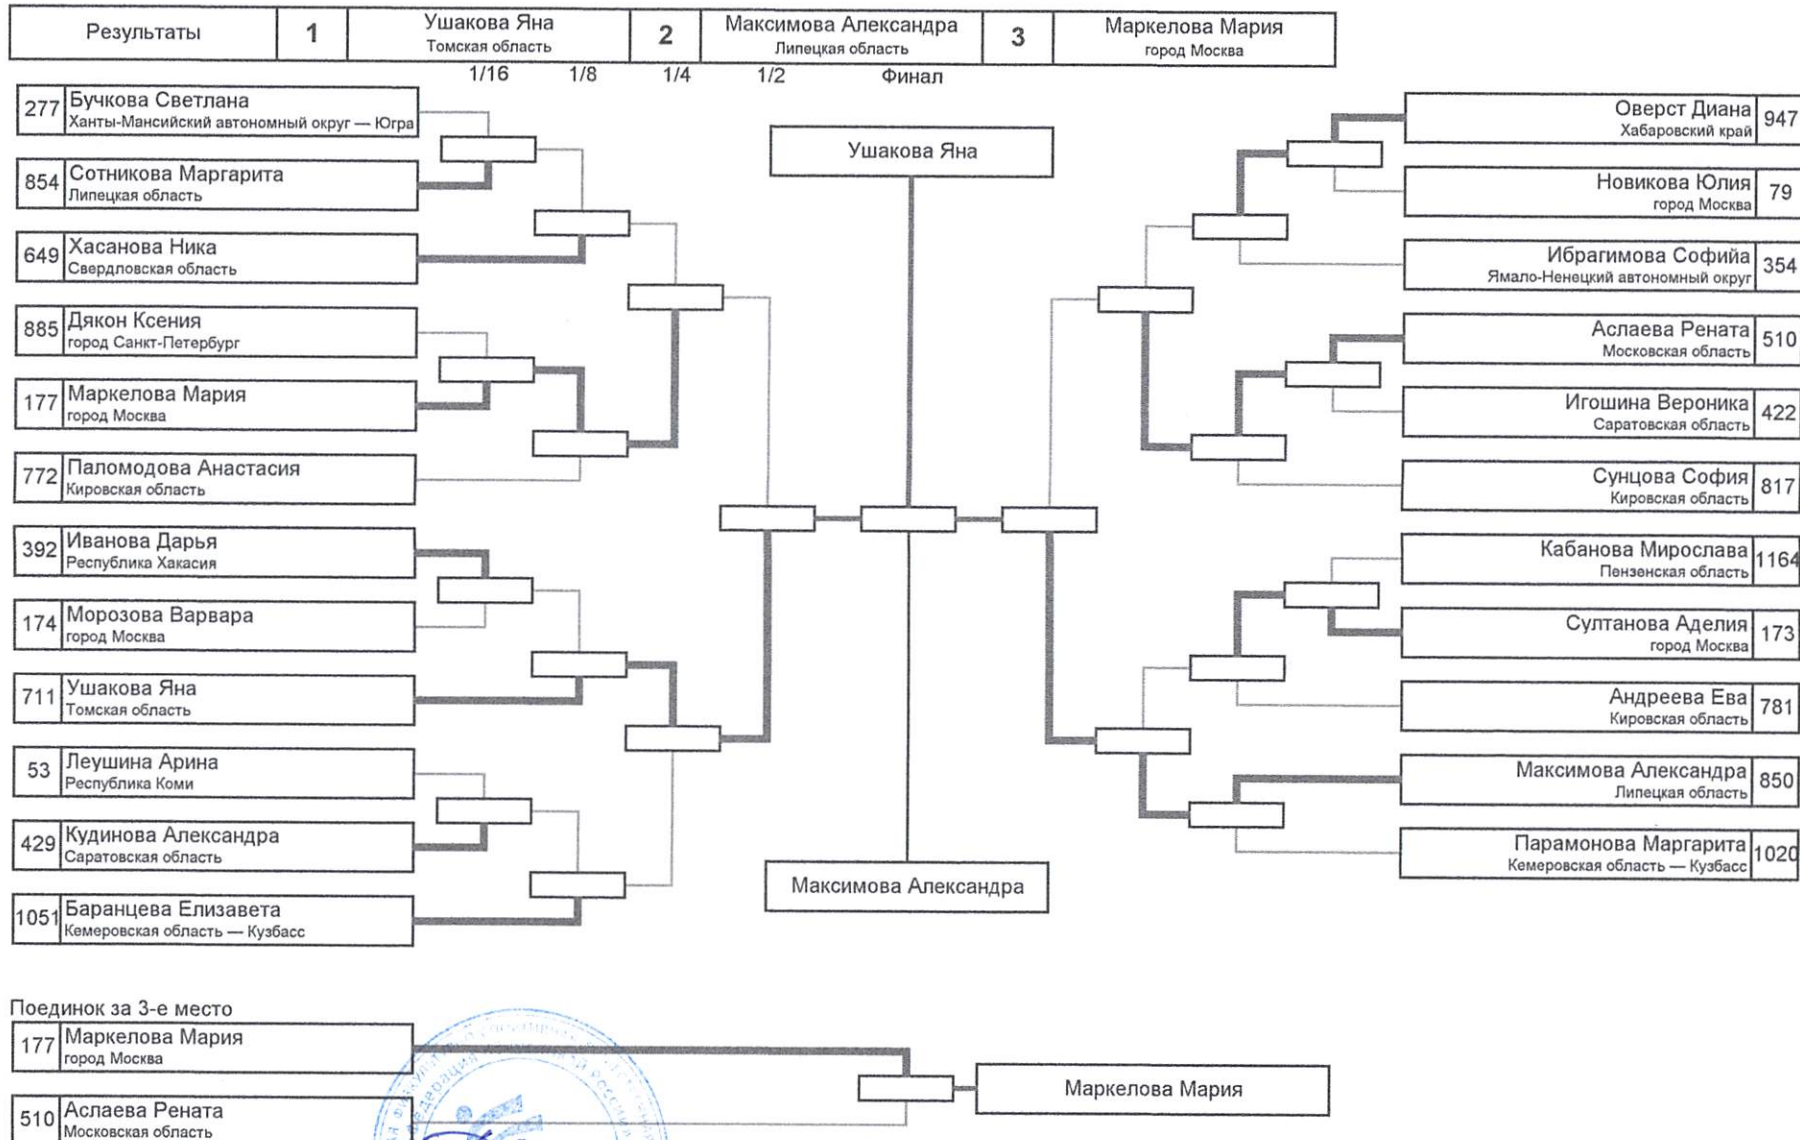 Результаты
1
Ушакова Яна
Томская область
2
Максимова Александра
Липецкая область
3
Маркелова Мария
город Москва
1/16 1/8 1/4 1/2 Финал
277 Бучкова Светлана
Ханты-Мансийский автономный округ — Югра
854 Сотникова Маргарита
Липецкая область
649 Хасанова Ника
Свердловская область
885 Дякон Ксения
город Санкт-Петербург
177 Маркелова Мария
город Москва
772 Паломодова Анастасия
Кировская область
392 Иванова Дарья
Республика Хакасия
174 Морозова Варвара
город Москва
711 Ушакова Яна
Томская область
53 Леушина Арина
Республика Коми
429 Кудинова Александра
Саратовская область
1051 Баранцева Елизавета
Кемеровская область — Кузбасс
Ушакова Яна
Максимова Александра
Оверст Диана 947
Хабаровский край
Новикова Юлия 79
город Москва
Ибрагимова Софийа 354
Ямало-Ненецкий автономный округ
Аслаева Рената 510
Московская область
Игошина Вероника 422
Саратовская область
Сунцова София 817
Кировская область
Кабанова Мирослава 1164
Пензенская область
Султанова Аделия 173
город Москва
Андреева Ева 781
Кировская область
Максимова Александра 850
Липецкая область
Парамонова Маргарита 1020
Кемеровская область — Кузбасс
Поединок за 3-е место
177 Маркелова Мария
город Москва
510 Аслаева Рената
Московская область
Маркелова Мария